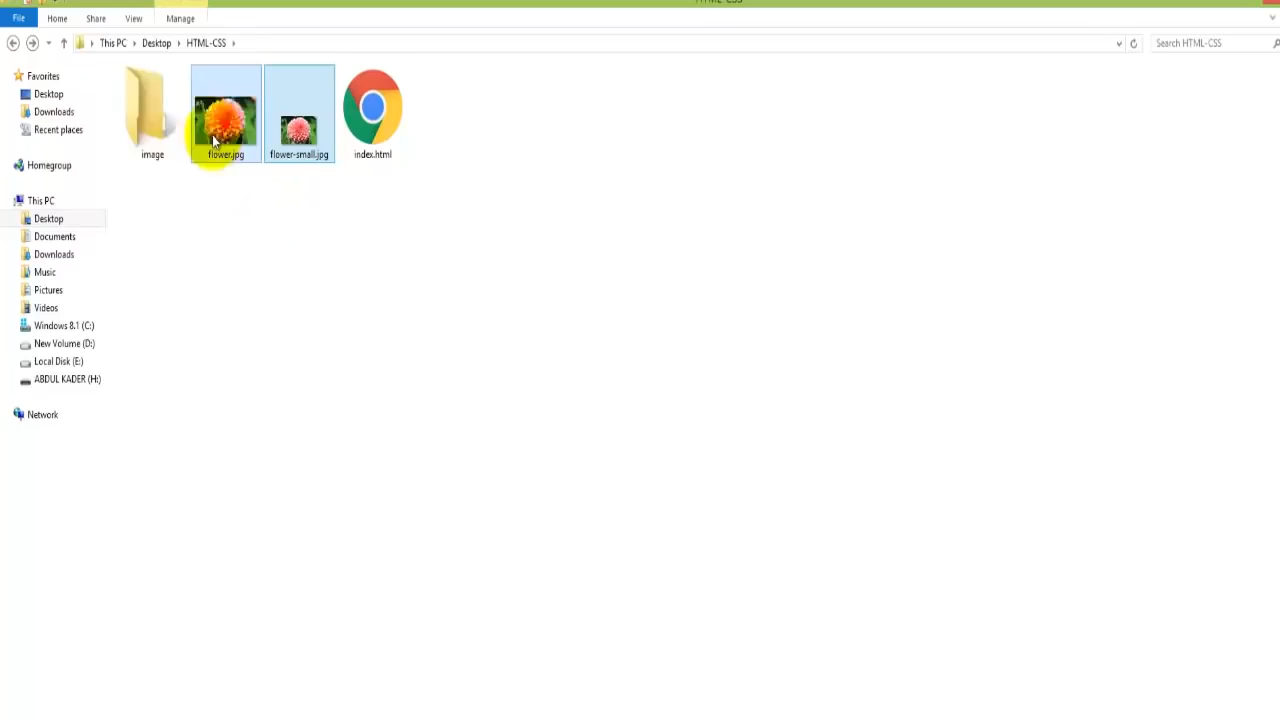 HTML-CSS
File Home Share View Manage
This PC Desktop HTML-CSS
Search HTML-CSS
Favorites
Desktop
Downloads
Recent places
Homegroup
This PC
Desktop
Documents
Downloads
Music
Pictures
Videos
Windows 8.1 (C:)
New Volume (D:)
Local Disk (E:)
ABDUL KADER (H:)
Network
image
flower.jpg
flower-small.jpg
index.html